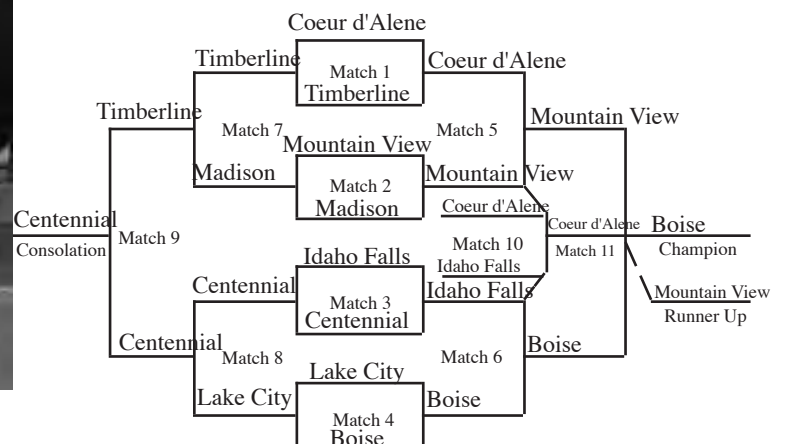 Coeur d'Alene
Timberline
Match 1
Coeur d'Alene
Timberline
Timberline
Match 7
Mountain View
Match 5
Mountain View
Madison
Match 2
Mountain View
Madison
Coeur d'Alene
Centennial
Consolation
Match 9
Match 10
Coeur d'Alene
Match 11
Boise
Champion
Idaho Falls
Idaho Falls
Centennial
Match 3
Idaho Falls
Centennial
Mountain View
Runner Up
Centennial
Match 8
Match 6
Boise
Lake City
Lake City
Match 4
Boise
Boise